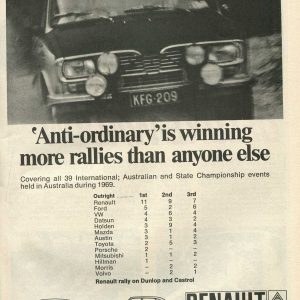 KFG·209
‘Anti-ordinary’ is winning
more rallies than anyone else
Covering all 39 International; Australian and State Championship events
held in Australia during 1969.
Outright 1st 2nd 3rd
Renault 11 9 7
Ford 5 2 6
VW 4 6 4
Datsun 4 3 2
Holden 3 9 4
Mazda 3 1 4
Austin 3 — 2
Toyota 2 5 3
Porsche 2 — —
Mitsubishi 1 1 2
Hillman 1 — —
Morris — 2 2
Volvo — 2 1
Renault rally on Dunlop and Castrol
RENAULT